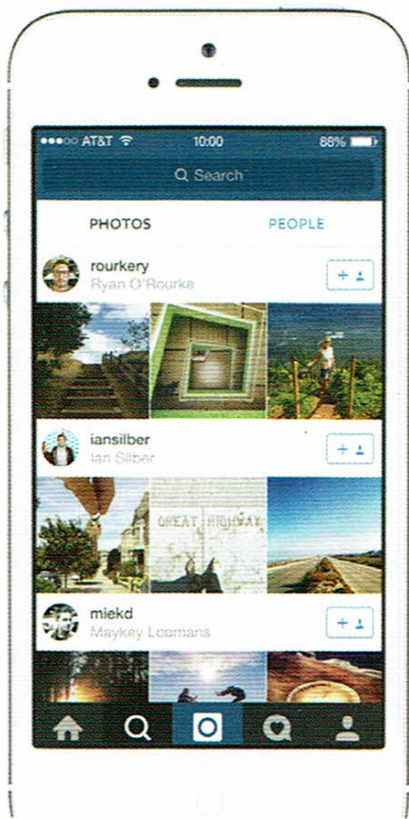 AT&T 10:00 88%
Search
PHOTOS PEOPLE
rourkery
Ryan O'Rourke
iansilber
Ian Silber
GREAT HIGHWAY
miekd
Maykey Loomans